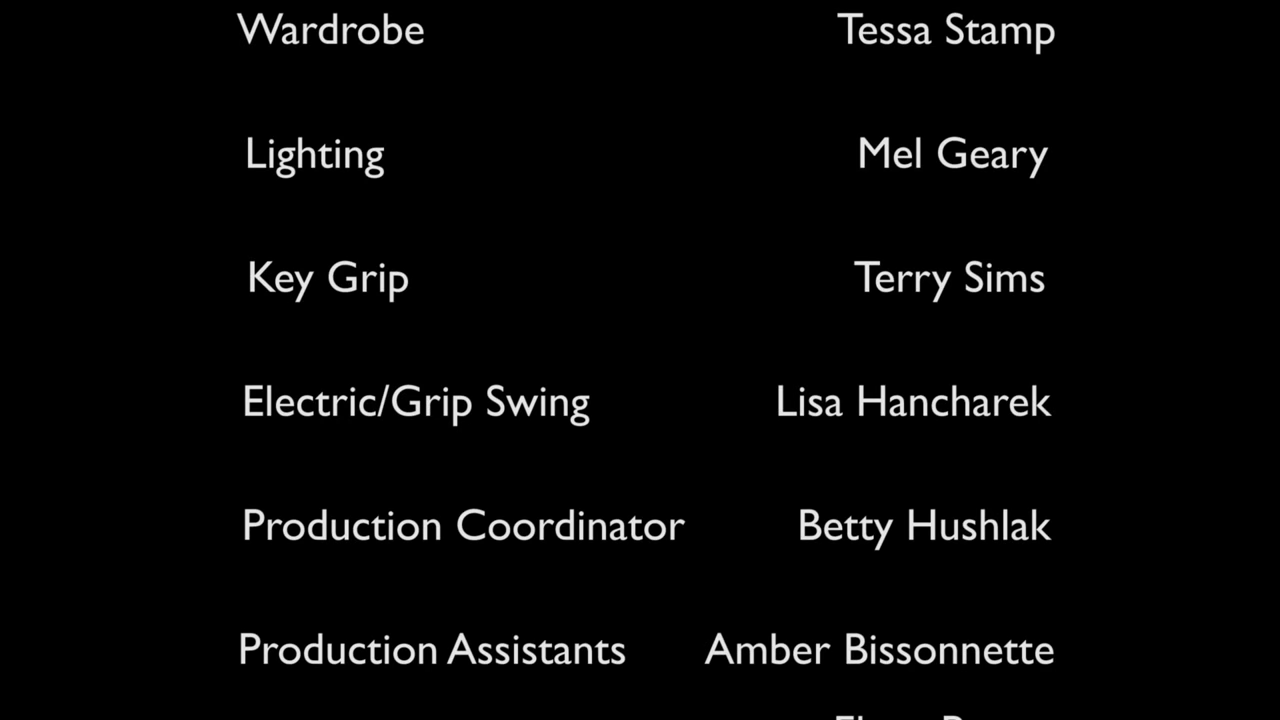 Wardrobe Tessa Stamp
Lighting Mel Geary
Key Grip Terry Sims
Electric/Grip Swing Lisa Hancharek
Production Coordinator Betty Hushlak
Production Assistants Amber Bissonnette